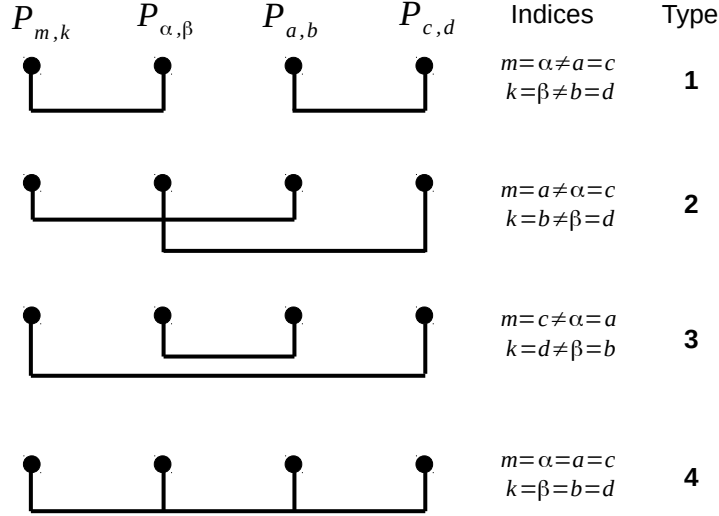 P_{m,k} P_{α,β} P_{a,b} P_{c,d} Indices Type
m=α≠a=c
k=β≠b=d
1
m=a≠α=c
k=b≠β=d
2
m=c≠α=a
k=d≠β=b
3
m=α=a=c
k=β=b=d
4